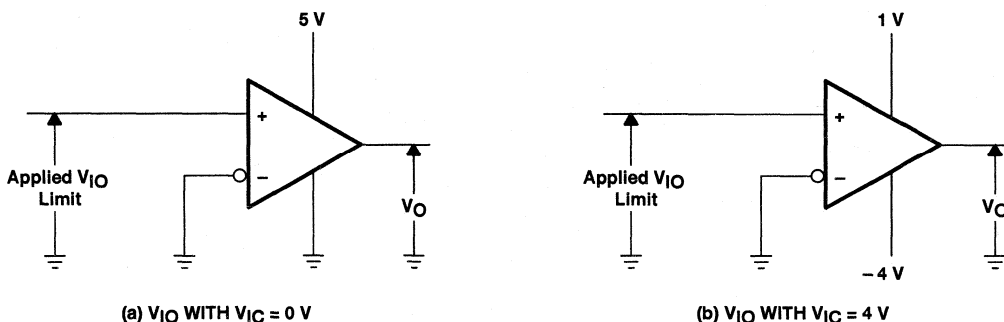 5 V
+
−
Applied VIO
Limit
VO
(a) VIO WITH VIC = 0 V
1 V
+
−
Applied VIO
Limit
VO
− 4 V
(b) VIO WITH VIC = 4 V